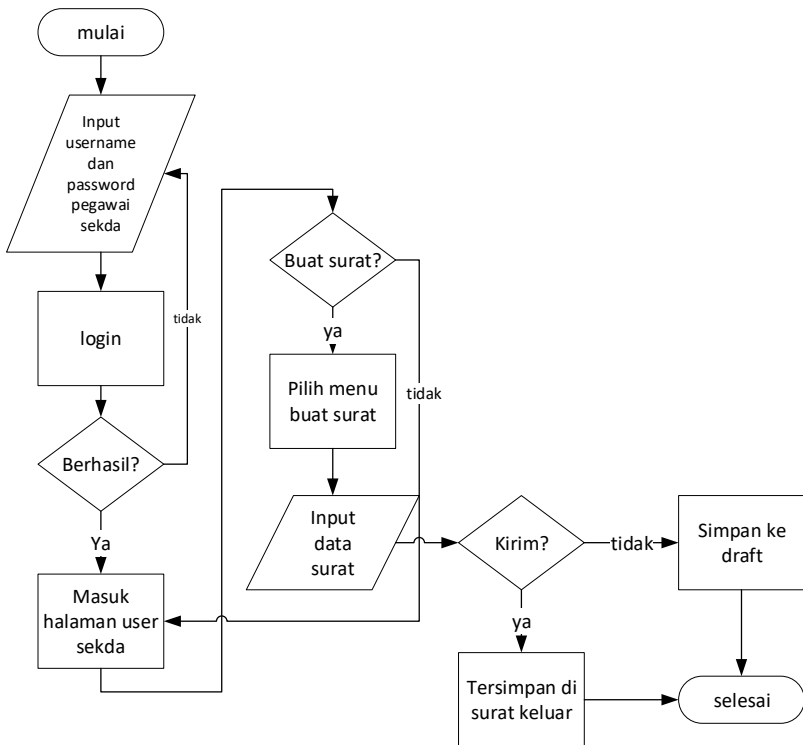 mulai
Input
username
dan
password
pegawai
sekda
login
tidak
Berhasil?
Ya
Masuk
halaman user
sekda
Buat surat?
ya
Pilih menu
buat surat
tidak
Input
data
surat
Kirim?
tidak
Simpan ke
draft
ya
Tersimpan di
surat keluar
selesai